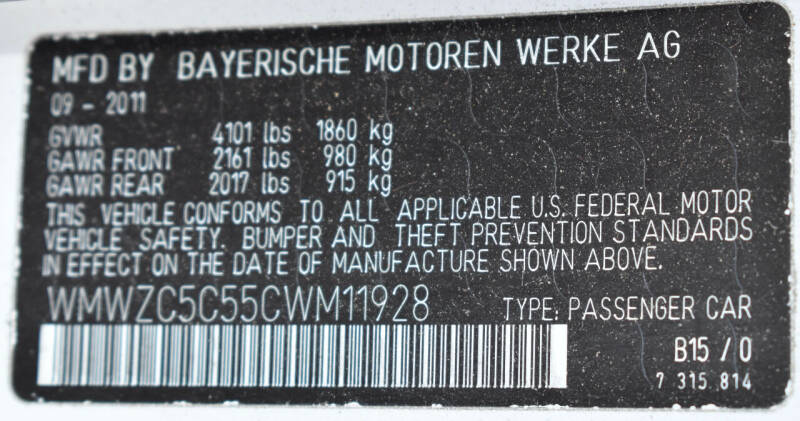 MFD BY BAYERISCHE MOTOREN WERKE AG
09 - 2011
GVWR 4101 lbs 1860 kg
GAWR FRONT 2161 lbs 980 kg
GAWR REAR 2017 lbs 915 kg
THIS VEHICLE CONFORMS TO ALL APPLICABLE U.S. FEDERAL MOTOR
VEHICLE SAFETY. BUMPER AND THEFT PREVENTION STANDARDS
IN EFFECT ON THE DATE OF MANUFACTURE SHOWN ABOVE.
WMWZC5C55CWM11928 TYPE: PASSENGER CAR
B15 / 0
7 315 814